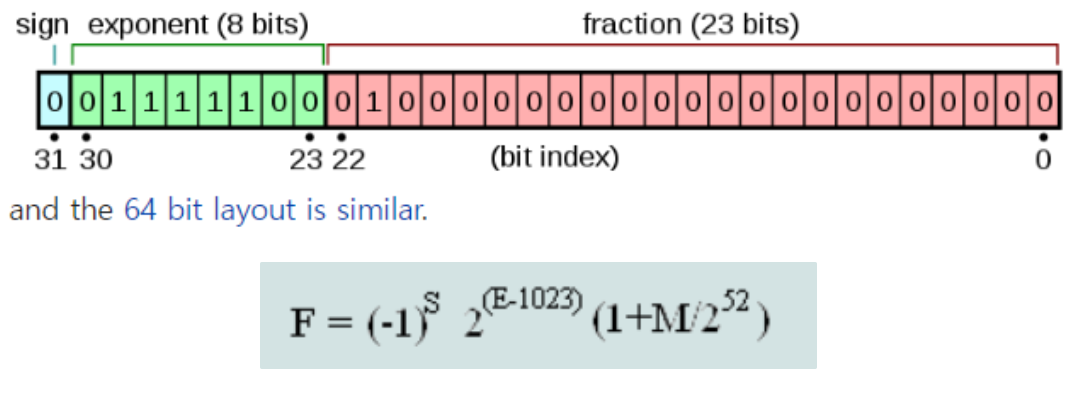 sign exponent (8 bits) fraction (23 bits)
0 0 1 1 1 1 1 0 0 0 1 0 0 0 0 0 0 0 0 0 0 0 0 0 0 0 0 0 0 0 0 0
31 30 23 22 (bit index) 0
and the 64 bit layout is similar.
F = (-1)^S 2^(E-1023) (1+M/2^52)